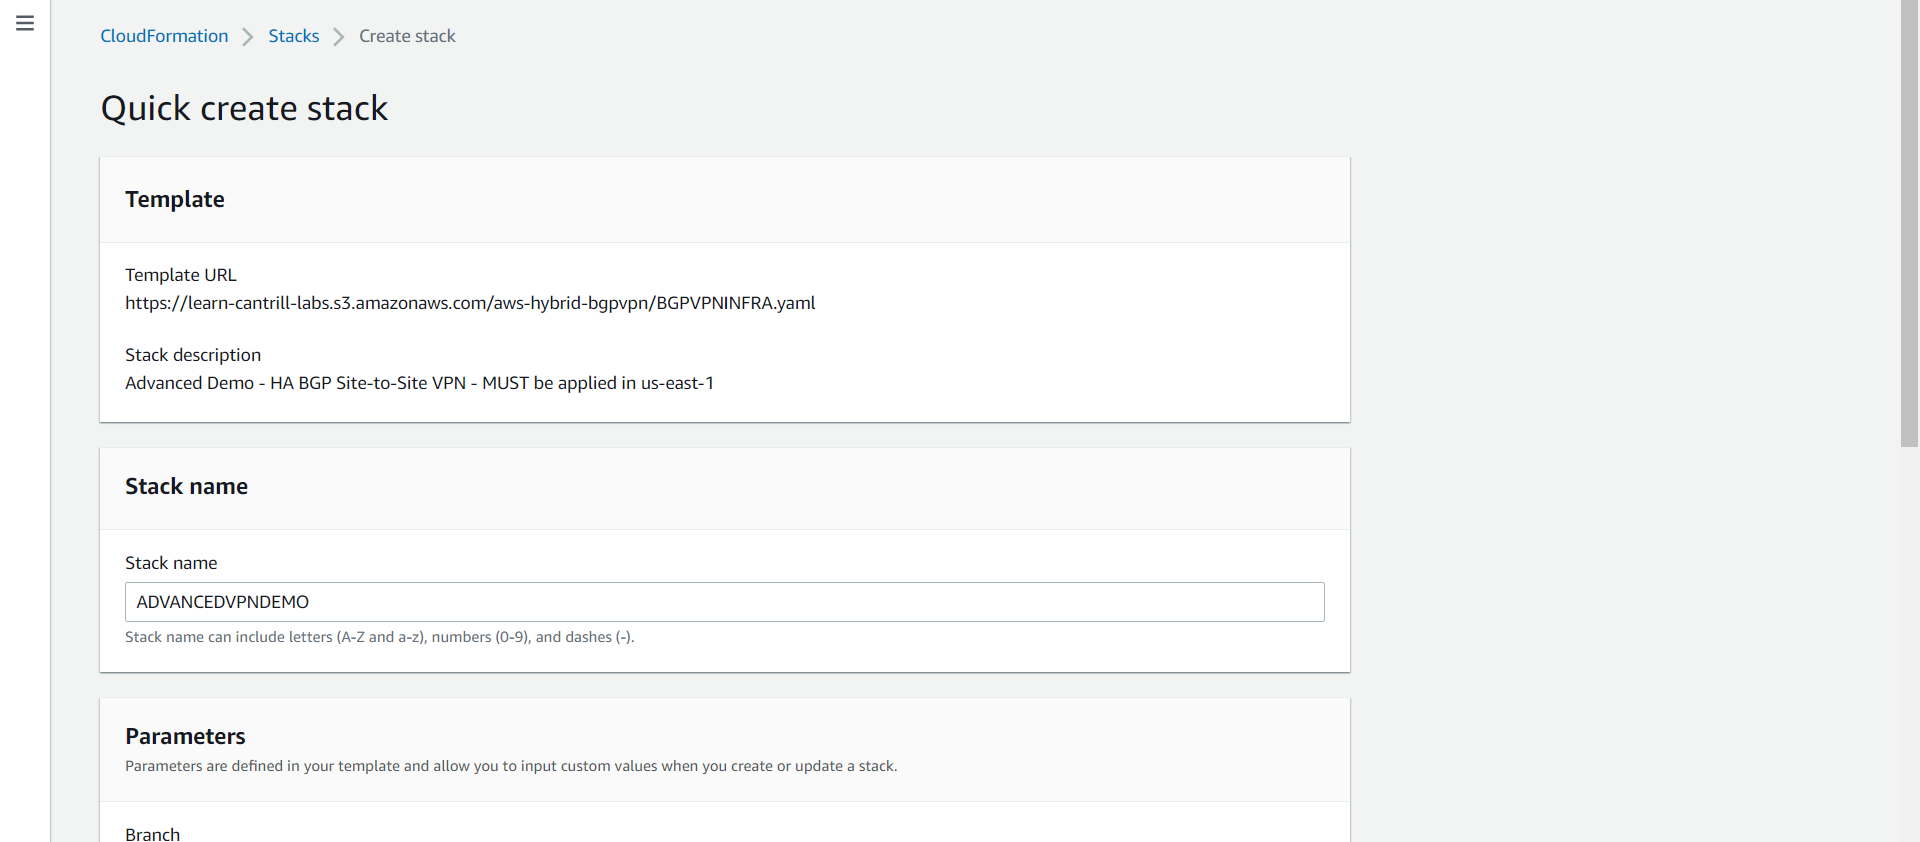 CloudFormation > Stacks > Create stack
Quick create stack
Template
Template URL
https://learn-cantrill-labs.s3.amazonaws.com/aws-hybrid-bgpvpn/BGPVPNINFRA.yaml
Stack description
Advanced Demo - HA BGP Site-to-Site VPN - MUST be applied in us-east-1
Stack name
Stack name
ADVANCEDVPNDEMO
Stack name can include letters (A-Z and a-z), numbers (0-9), and dashes (-).
Parameters
Parameters are defined in your template and allow you to input custom values when you create or update a stack.
Branch